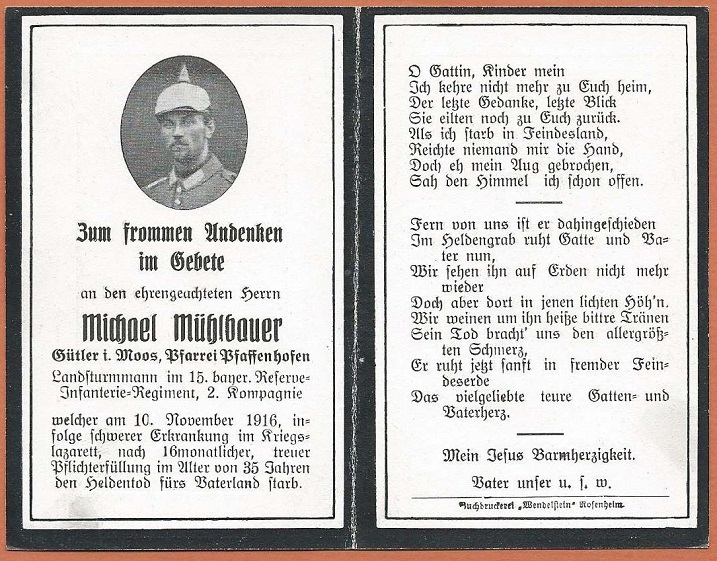 Zum frommen Andenken
im Gebete
an den ehrengeachteten Herrn
Michael Mühlbauer
Gütler i. Moos, Pfarrei Pfaffenhofen
Landsturmmann im 15. bayer. Reserve-
Infanterie-Regiment, 2. Kompagnie
welcher am 10. November 1916, in-
folge schwerer Erkrankung im Kriegs-
lazarett, nach 16monatlicher, treuer
Pflichterfüllung im Alter von 35 Jahren
den Heldentod fürs Vaterland starb.
O Gattin, Kinder mein
Ich kehre nicht mehr zu Euch heim,
Der letzte Gedanke, letzte Blick
Sie eilten noch zu Euch zurück.
Als ich starb in Feindesland,
Reichte niemand mir die Hand,
Doch eh mein Aug gebrochen,
Sah den Himmel ich schon offen.
Fern von uns ist er dahingeschieden
Im Heldengrab ruht Gatte und Va-
ter nun,
Wir sehen ihn auf Erden nicht mehr
wieder
Doch aber dort in jenen lichten Höh'n.
Wir weinen um ihn heiße bittre Tränen
Sein Tod bracht' uns den allergröß-
ten Schmerz,
Er ruht jetzt sanft in fremder Fein-
deserde
Das vielgeliebte teure Gatten- und
Vaterherz.
Mein Jesus Barmherzigkeit.
Vater unser u. s. w.
Buchdruckerei „Wendelstein" Rosenheim.